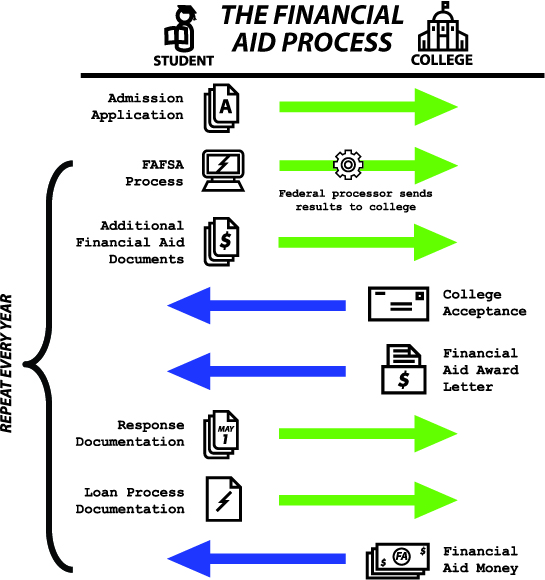 THE FINANCIAL
AID PROCESS
STUDENT
COLLEGE
Admission
Application
A
FAFSA
Process
Federal processor sends
results to college
Additional
Financial Aid
Documents
$
College
Acceptance
Financial
Aid Award
Letter
$
REPEAT EVERY YEAR
Response
Documentation
MAY
1
Loan Process
Documentation
$ FA $
Financial
Aid Money